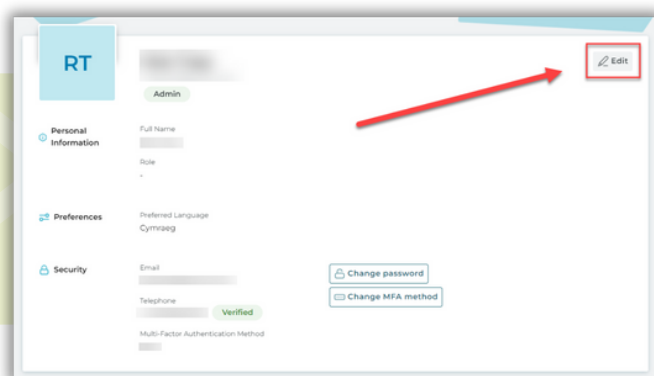 RT
Edit
Admin
Personal
Information
Full Name
Role
-
Preferences
Preferred Language
Cymraeg
Security
Email
Change password
Change MFA method
Telephone
Verified
Multi-Factor Authentication Method